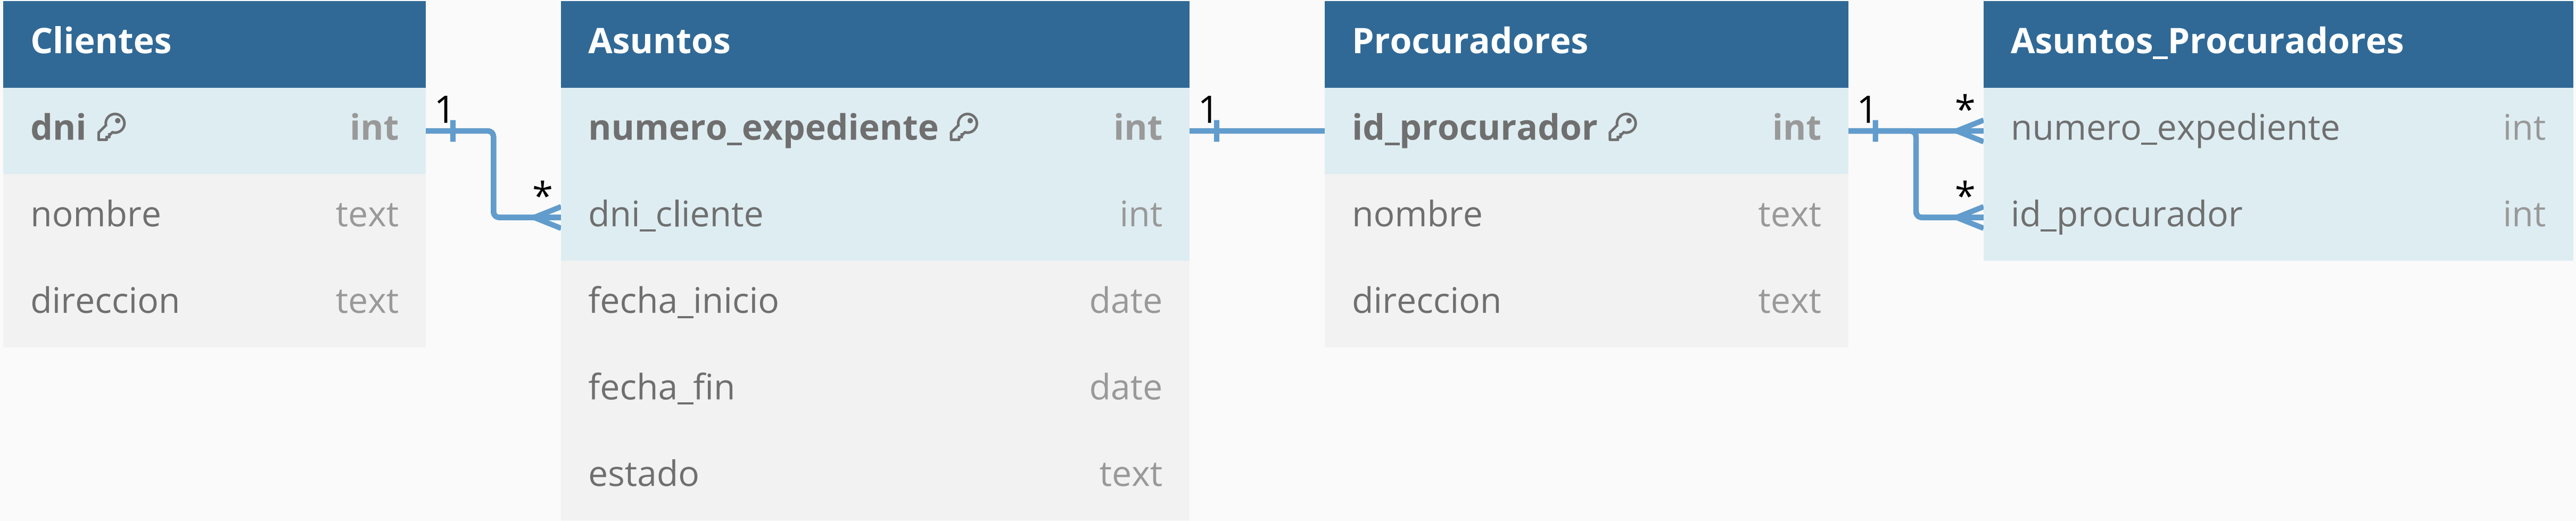 Clientes
dni int
nombre text
direccion text
1
*
Asuntos
numero_expediente int
dni_cliente int
fecha_inicio date
fecha_fin date
estado text
1
Procuradores
id_procurador int
nombre text
direccion text
1
*
*
Asuntos_Procuradores
numero_expediente int
id_procurador int